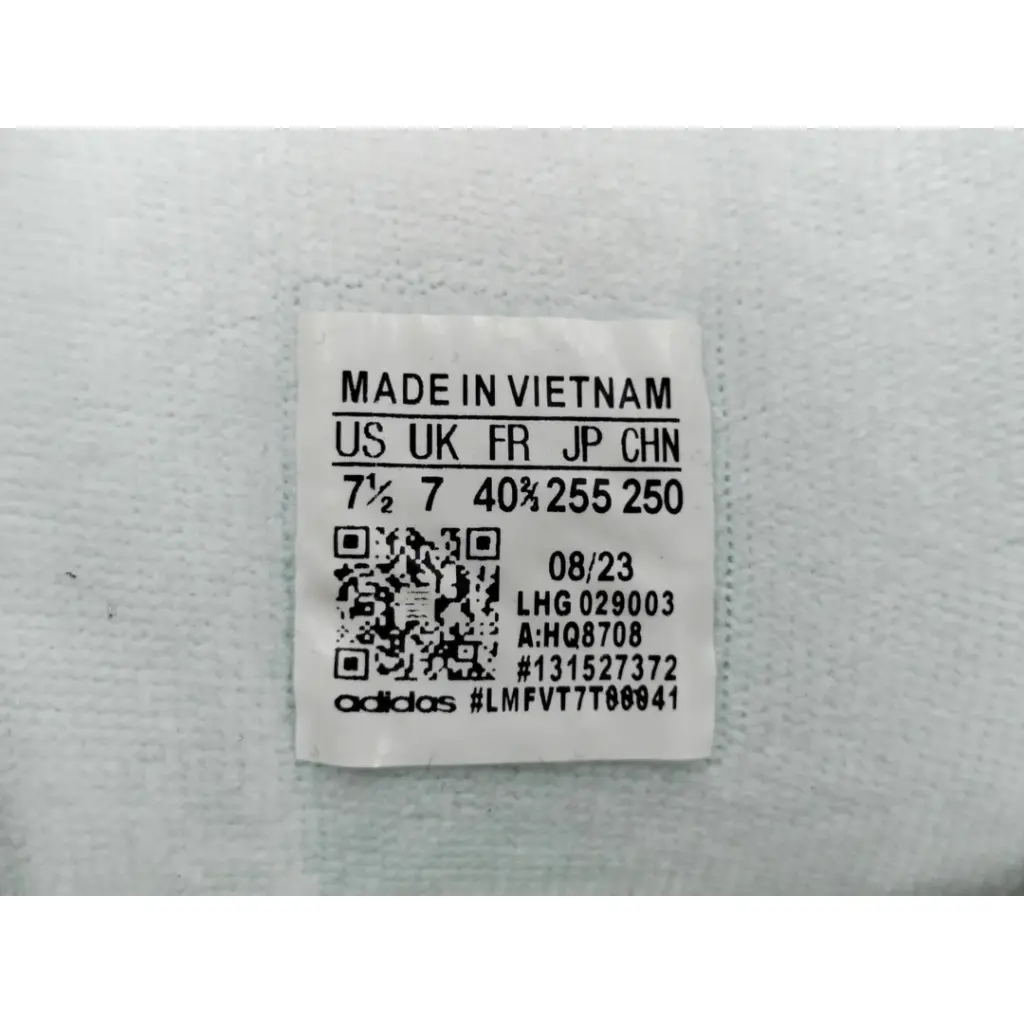 MADE IN VIETNAM
US UK FR JP CHN
7½ 7 40⅔ 255 250
08/23
LHG 029003
A:HQ8708
#131527372
adidas #LMFVT7T00041